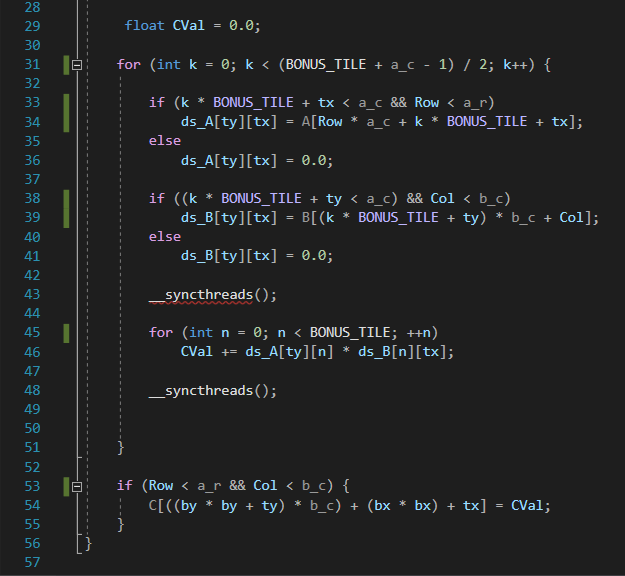 28
29 float CVal = 0.0;
30
31 for (int k = 0; k < (BONUS_TILE + a_c - 1) / 2; k++) {
32
33 if (k * BONUS_TILE + tx < a_c && Row < a_r)
34 ds_A[ty][tx] = A[Row * a_c + k * BONUS_TILE + tx];
35 else
36 ds_A[ty][tx] = 0.0;
37
38 if ((k * BONUS_TILE + ty < a_c) && Col < b_c)
39 ds_B[ty][tx] = B[(k * BONUS_TILE + ty) * b_c + Col];
40 else
41 ds_B[ty][tx] = 0.0;
42
43 __syncthreads();
44
45 for (int n = 0; n < BONUS_TILE; ++n)
46 CVal += ds_A[ty][n] * ds_B[n][tx];
47
48 __syncthreads();
49
50
51 }
52
53 if (Row < a_r && Col < b_c) {
54 C[((by * by + ty) * b_c) + (bx * bx) + tx] = CVal;
55 }
56 }
57